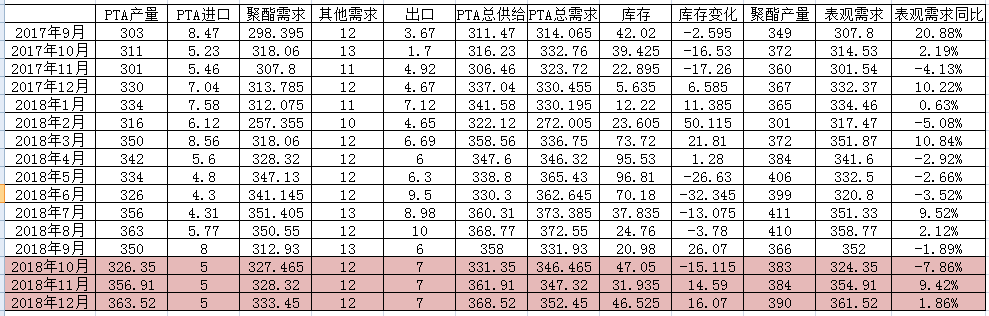 PTA产量 PTA进口 聚酯需求 其他需求 出口 PTA总供给 PTA总需求 库存 库存变化 聚酯产量 表观需求 表观需求同比
2017年9月 303 8.47 298.395 12 3.67 311.47 314.065 42.02 -2.595 349 307.8 20.88%
2017年10月 311 5.23 318.06 13 1.7 316.23 332.76 39.425 -16.53 372 314.53 2.19%
2017年11月 301 5.46 307.8 11 4.92 306.46 323.72 22.895 -17.26 360 301.54 -4.13%
2017年12月 330 7.04 313.785 12 4.67 337.04 330.455 5.635 6.585 367 332.37 10.22%
2018年1月 334 7.58 312.075 11 7.12 341.58 330.195 12.22 11.385 365 334.46 0.63%
2018年2月 316 6.12 257.355 10 4.65 322.12 272.005 23.605 50.115 301 317.47 -5.08%
2018年3月 350 8.56 318.06 12 6.69 358.56 336.75 73.72 21.81 372 351.87 10.84%
2018年4月 342 5.6 328.32 12 6 347.6 346.32 95.53 1.28 384 341.6 -2.92%
2018年5月 334 4.8 347.13 12 6.3 338.8 365.43 96.81 -26.63 406 332.5 -2.66%
2018年6月 326 4.3 341.145 12 9.5 330.3 362.645 70.18 -32.345 399 320.8 -3.52%
2018年7月 356 4.31 351.405 13 8.98 360.31 373.385 37.835 -13.075 411 351.33 9.52%
2018年8月 363 5.77 350.55 12 10 368.77 372.55 24.76 -3.78 410 358.77 2.12%
2018年9月 350 8 312.93 13 6 358 331.93 20.98 26.07 366 352 -1.89%
2018年10月 326.35 5 327.465 12 7 331.35 346.465 47.05 -15.115 383 324.35 -7.86%
2018年11月 356.91 5 328.32 12 7 361.91 347.32 31.935 14.59 384 354.91 9.42%
2018年12月 363.52 5 333.45 12 7 368.52 352.45 46.525 16.07 390 361.52 1.86%